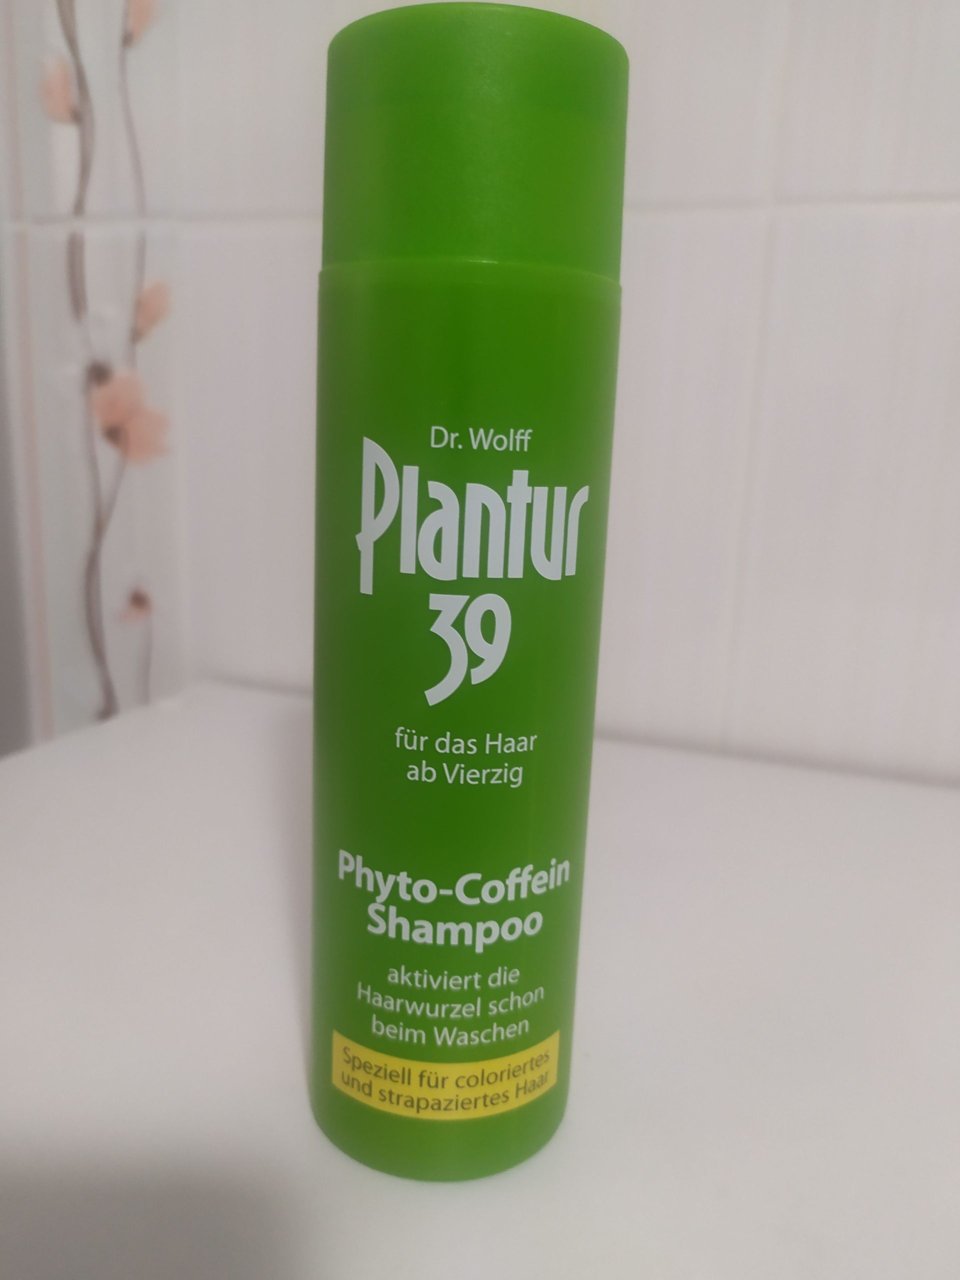 Dr. Wolff
Plantur
39
für das Haar
ab Vierzig
Phyto-Coffein
Shampoo
aktiviert die
Haarwurzel schon
beim Waschen
Speziell für coloriertes
und strapaziertes Haar